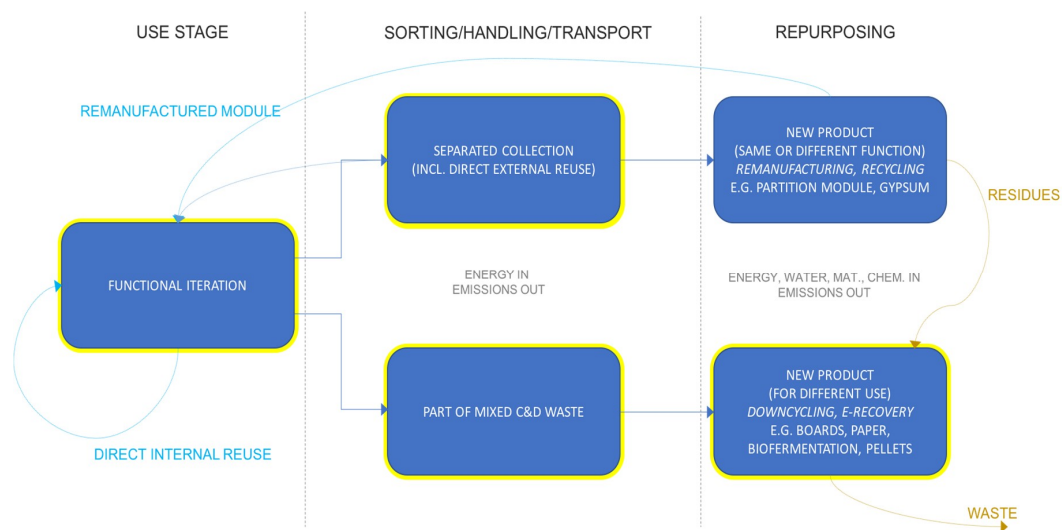 USE STAGE
SORTING/HANDLING/TRANSPORT
REPURPOSING
REMANUFACTURED MODULE
SEPARATED COLLECTION
(INCL. DIRECT EXTERNAL REUSE)
NEW PRODUCT
(SAME OR DIFFERENT FUNCTION)
REMANUFACTURING, RECYCLING
E.G. PARTITION MODULE, GYPSUM
RESIDUES
FUNCTIONAL ITERATION
ENERGY IN
EMISSIONS OUT
ENERGY, WATER, MAT., CHEM. IN
EMISSIONS OUT
PART OF MIXED C&D WASTE
NEW PRODUCT
(FOR DIFFERENT USE)
DOWNCYCLING, E-RECOVERY
E.G. BOARDS, PAPER,
BIOFERMENTATION, PELLETS
DIRECT INTERNAL REUSE
WASTE